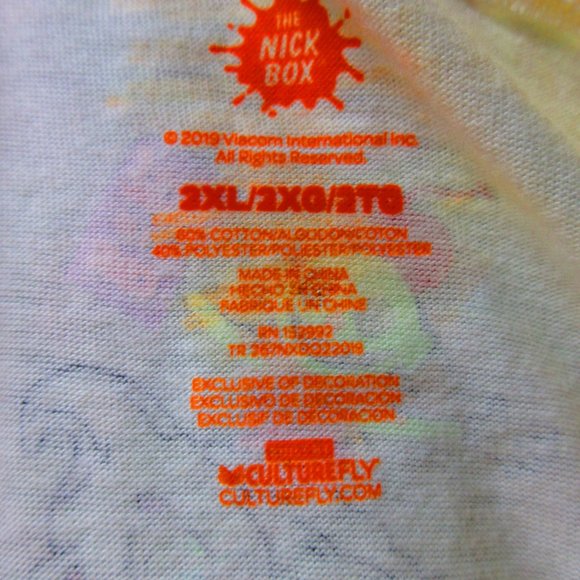 THE
NICK
BOX
© 2019 Viacom International Inc.
All Rights Reserved.
2XL/2XG/2TG
60% COTTON/ALGODON/COTON
40% POLYESTER/POLIESTER/POLYESTER
MADE IN CHINA
HECHO EN CHINA
FABRIQUE EN CHINE
RN 152992
TR 267NXBQ22019
EXCLUSIVE OF DECORATION
EXCLUSIVO DE DECORACION
EXCLUSIF DE DECORATION
CULTUREFLY
CULTUREFLY.COM